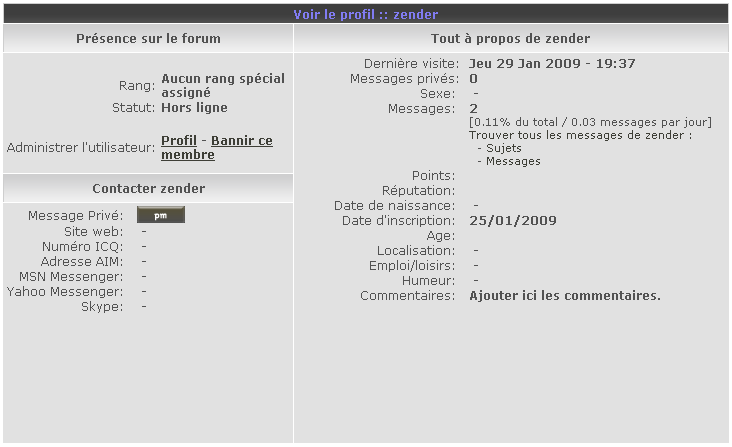 Voir le profil :: zender
Présence sur le forum
Rang: Aucun rang spécial
assigné
Statut: Hors ligne
Administrer l'utilisateur: Profil - Bannir ce
membre
Contacter zender
Message Privé: pm
Site web: -
Numéro ICQ: -
Adresse AIM: -
MSN Messenger: -
Yahoo Messenger: -
Skype: -
Tout à propos de zender
Dernière visite: Jeu 29 Jan 2009 - 19:37
Messages privés: 0
Sexe: -
Messages: 2
[0.11% du total / 0.03 messages par jour]
Trouver tous les messages de zender :
- Sujets
- Messages
Points:
Réputation:
Date de naissance: -
Date d'inscription: 25/01/2009
Age:
Localisation: -
Emploi/loisirs: -
Humeur: -
Commentaires: Ajouter ici les commentaires.